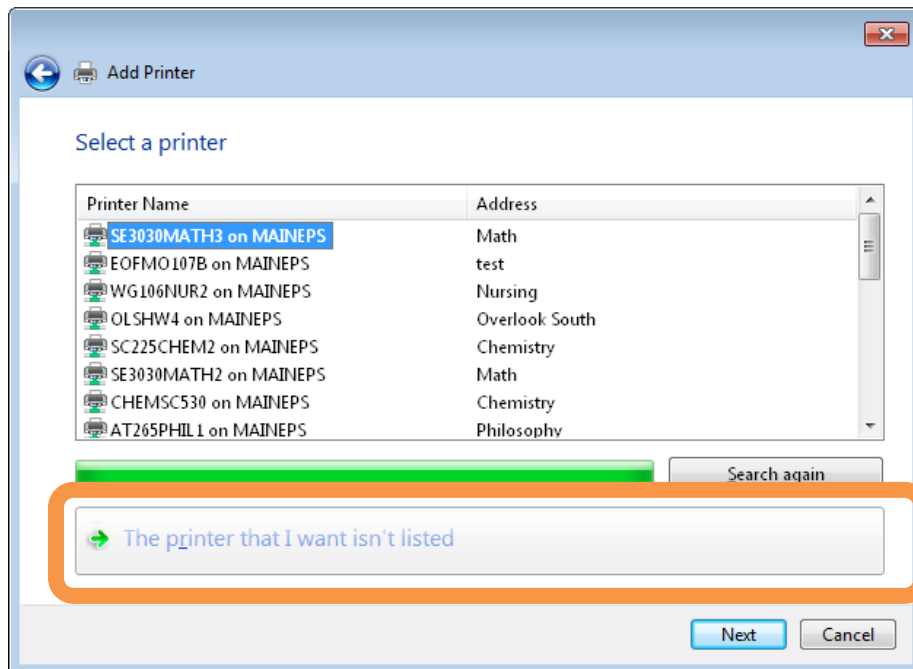 Add Printer
Select a printer
Printer Name Address
SE3030MATH3 on MAINEPS Math
EOFMO107B on MAINEPS test
WG106NUR2 on MAINEPS Nursing
OLSHW4 on MAINEPS Overlook South
SC225CHEM2 on MAINEPS Chemistry
SE3030MATH2 on MAINEPS Math
CHEMSC530 on MAINEPS Chemistry
AT265PHIL1 on MAINEPS Philosophy
Search again
The printer that I want isn't listed
Next Cancel